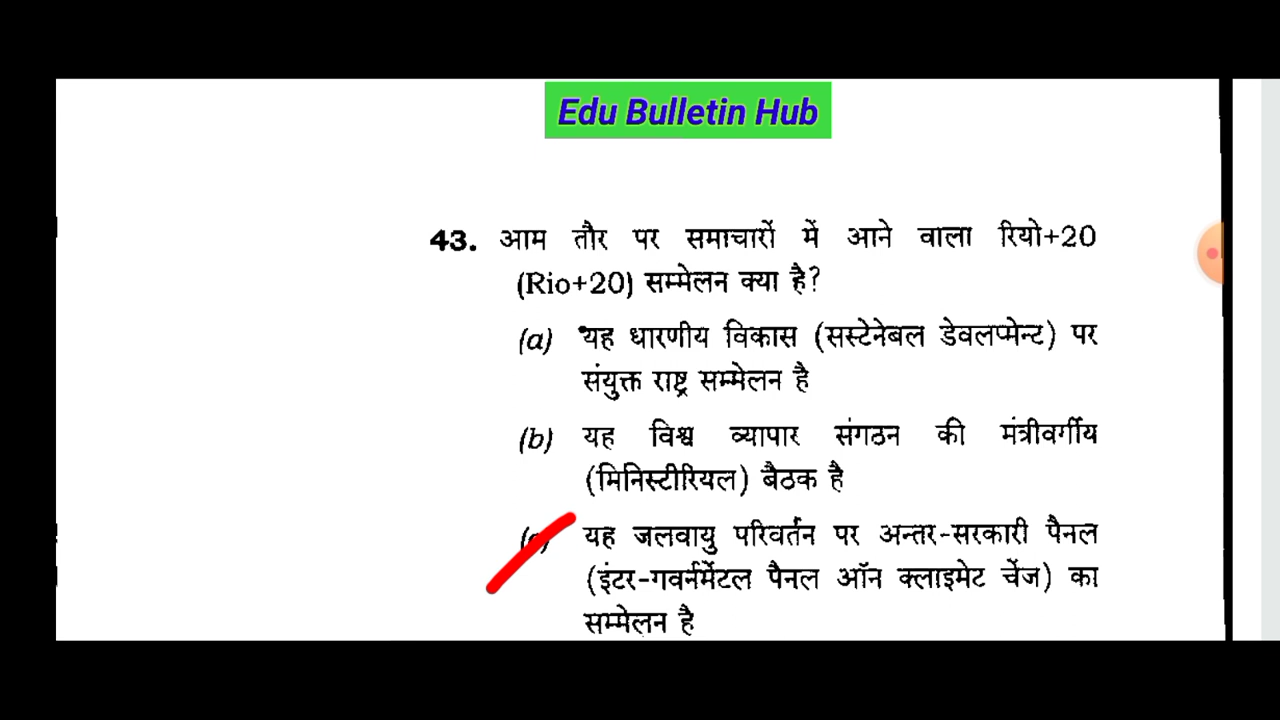 Edu Bulletin Hub
43. आम तौर पर समाचारों में आने वाला रियो+20
(Rio+20) सम्मेलन क्या है?
(a) यह धारणीय विकास (सस्टेनेबल डेवलप्मेन्ट) पर
संयुक्त राष्ट्र सम्मेलन है
(b) यह विश्व व्यापार संगठन की मंत्रीवर्गीय
(मिनिस्टीरियल) बैठक है
(c) यह जलवायु परिवर्तन पर अन्तर-सरकारी पैनल
(इंटर-गवर्नमेंटल पैनल ऑन क्लाइमेट चेंज) का
सम्मेलन है